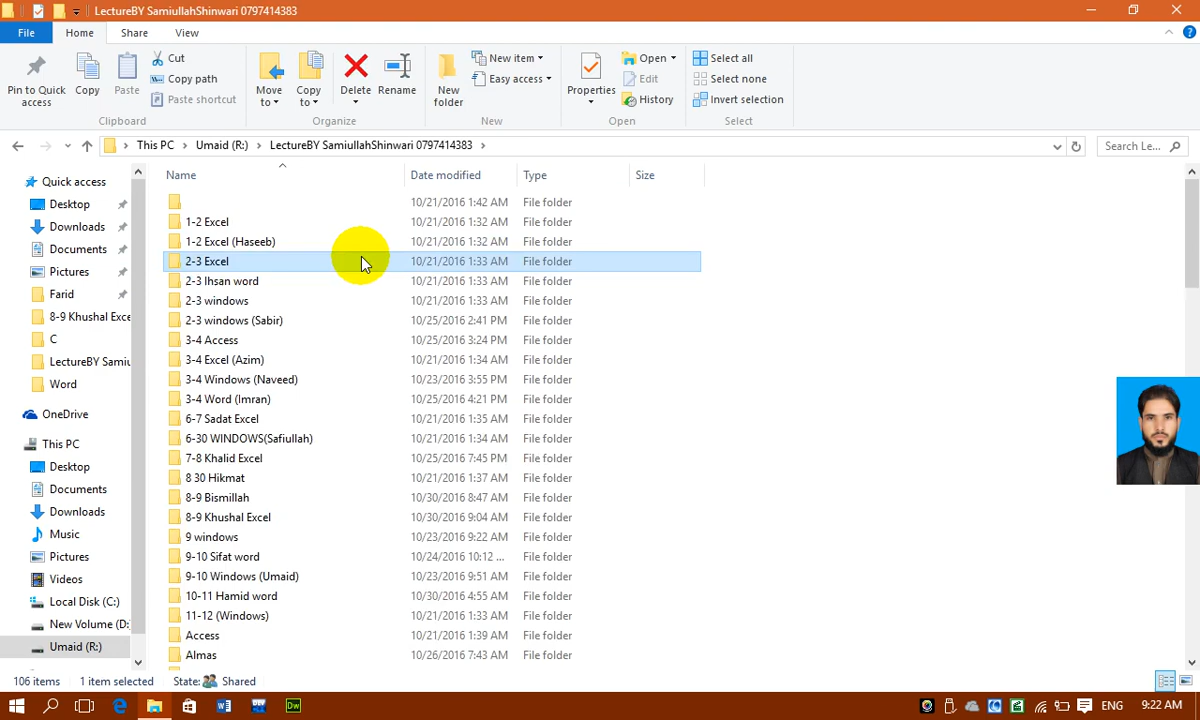 LectureBY SamiullahShinwari 0797414383
File Home Share View
Pin to Quick access
Copy
Paste
Cut
Copy path
Paste shortcut
Clipboard
Move to
Copy to
Delete
Rename
Organize
New folder
New item
Easy access
New
Properties
Open
Edit
History
Open
Select all
Select none
Invert selection
Select
This PC Umaid (R:) LectureBY SamiullahShinwari 0797414383
Search Le...
Quick access
Desktop
Downloads
Documents
Pictures
Farid
8-9 Khushal Exce
C
LectureBY Samiu
Word
OneDrive
This PC
Desktop
Documents
Downloads
Music
Pictures
Videos
Local Disk (C:)
New Volume (D:
Umaid (R:)
Name Date modified Type Size
10/21/2016 1:42 AM File folder
1-2 Excel 10/21/2016 1:32 AM File folder
1-2 Excel (Haseeb) 10/21/2016 1:32 AM File folder
2-3 Excel 10/21/2016 1:33 AM File folder
2-3 Ihsan word 10/21/2016 1:33 AM File folder
2-3 windows 10/21/2016 1:33 AM File folder
2-3 windows (Sabir) 10/25/2016 2:41 PM File folder
3-4 Access 10/25/2016 3:24 PM File folder
3-4 Excel (Azim) 10/21/2016 1:34 AM File folder
3-4 Windows (Naveed) 10/23/2016 3:55 PM File folder
3-4 Word (Imran) 10/25/2016 4:21 PM File folder
6-7 Sadat Excel 10/21/2016 1:35 AM File folder
6-30 WINDOWS(Safiullah) 10/21/2016 1:34 AM File folder
7-8 Khalid Excel 10/25/2016 7:45 PM File folder
8 30 Hikmat 10/21/2016 1:37 AM File folder
8-9 Bismillah 10/30/2016 8:47 AM File folder
8-9 Khushal Excel 10/30/2016 9:04 AM File folder
9 windows 10/23/2016 9:22 AM File folder
9-10 Sifat word 10/24/2016 10:12 ... File folder
9-10 Windows (Umaid) 10/23/2016 9:51 AM File folder
10-11 Hamid word 10/30/2016 4:55 AM File folder
11-12 (Windows) 10/21/2016 1:33 AM File folder
Access 10/21/2016 1:39 AM File folder
Almas 10/26/2016 7:43 AM File folder
106 items 1 item selected State: Shared
Dw
ENG 9:22 AM